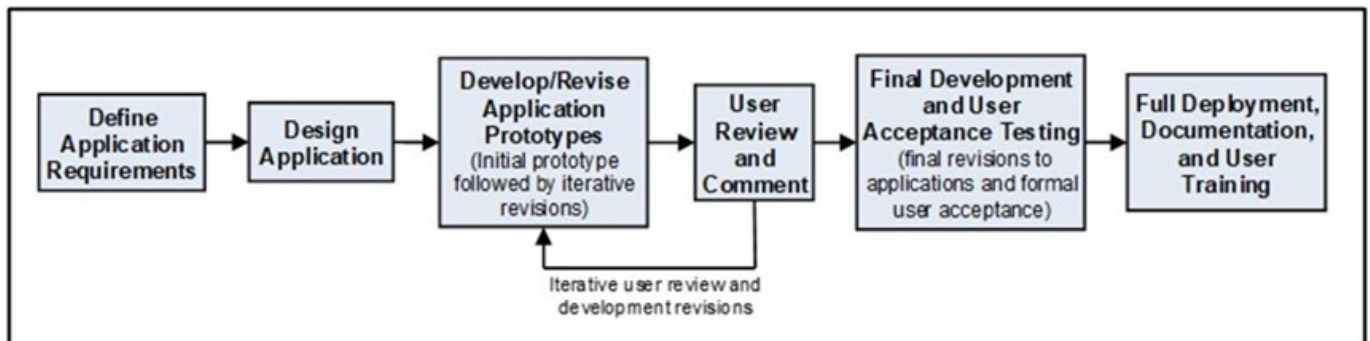 Define
Application
Requirements
Design
Application
Develop/Revise
Application
Prototypes
(Initial prototype
followed by iterative
revisions)
User
Review
and
Comment
Final Development
and User
Acceptance Testing
(final revisions to
applications and formal
user acceptance)
Full Deployment,
Documentation,
and User
Training
Iterative user review and
development revisions